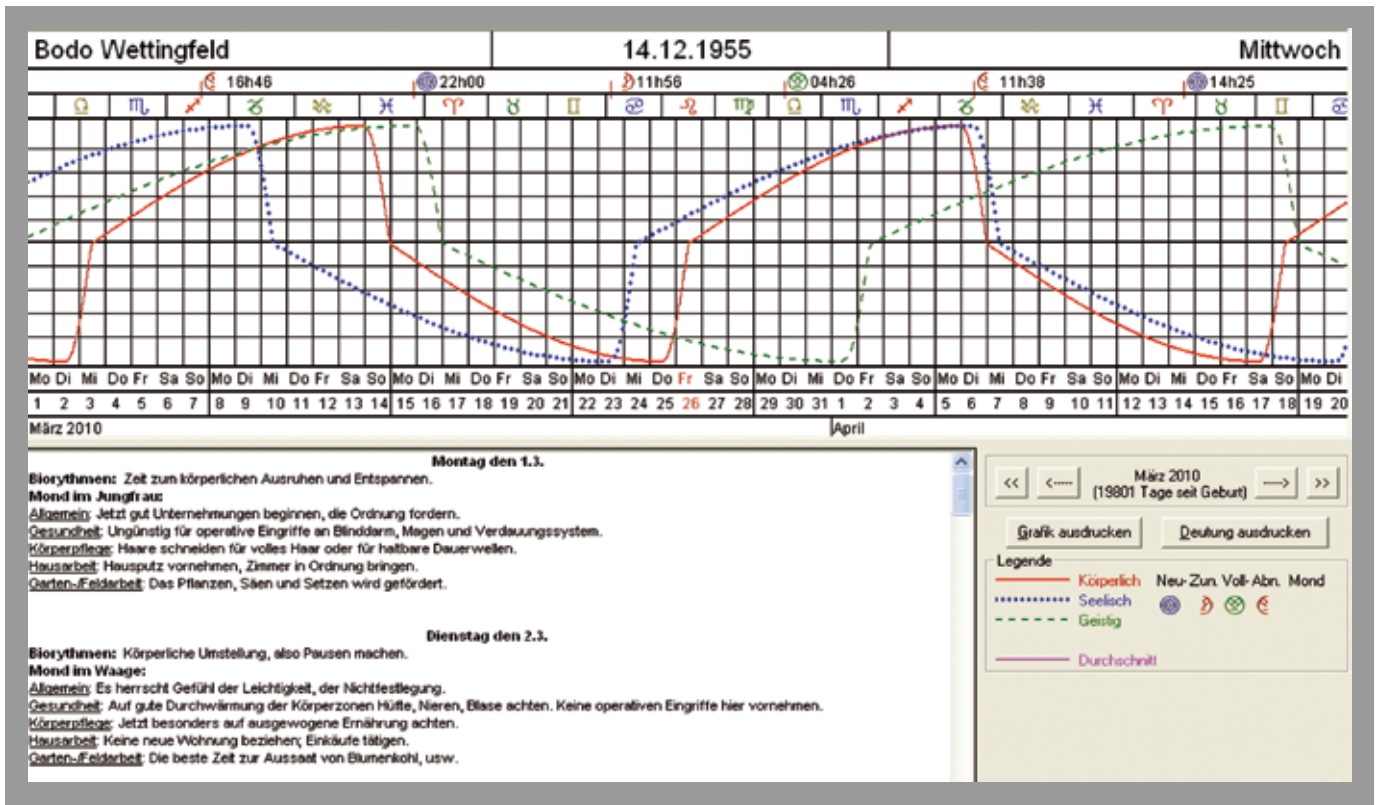 Bodo Wettingfeld 14.12.1955 Mittwoch
16h46 22h00 11h56 04h26 11h38 14h25
Mo Di Mi Do Fr Sa So Mo Di Mi Do Fr Sa So Mo Di Mi Do Fr Sa So Mo Di Mi Do Fr Sa So Mo Di Mi Do Fr Sa So Mo Di Mi Do Fr Sa So Mo Di
1 2 3 4 5 6 7 8 9 10 11 12 13 14 15 16 17 18 19 20 21 22 23 24 25 26 27 28 29 30 31 1 2 3 4 5 6 7 8 9 10 11 12 13 14 15 16 17 18 19 20
März 2010 April
Montag den 1.3.
Biorythmen: Zeit zum körperlichen Ausruhen und Entspannen.
Mond im Jungfrau:
Allgemein: Jetzt gut Unternehmungen beginnen, die Ordnung fordern.
Gesundheit: Ungünstig für operative Eingriffe an Blinddarm, Magen und Verdauungssystem.
Körperpflege: Haare schneiden für volles Haar oder für haltbare Dauerwellen.
Hausarbeit: Hausputz vornehmen, Zimmer in Ordnung bringen.
Garten-/Feldarbeit: Das Pflanzen, Säen und Setzen wird gefördert.
Dienstag den 2.3.
Biorythmen: Körperliche Umstellung, also Pausen machen.
Mond im Waage:
Allgemein: Es herrscht Gefühl der Leichtigkeit, der Nichtfestlegung.
Gesundheit: Auf gute Durchwärmung der Körperzonen Hüfte, Nieren, Blase achten. Keine operativen Eingriffe hier vornehmen.
Körperpflege: Jetzt besonders auf ausgewogene Ernährung achten.
Hausarbeit: Keine neue Wohnung beziehen; Einkäufe tätigen.
Garten-/Feldarbeit: Die beste Zeit zur Aussaat von Blumenkohl, usw.
<< <---- März 2010 ----> >>
(19801 Tage seit Geburt)
Grafik ausdrucken Deutung ausdrucken
Legende
Körperlich Neu- Zun. Voll- Abn. Mond
Seelisch
Geistig
Durchschnitt